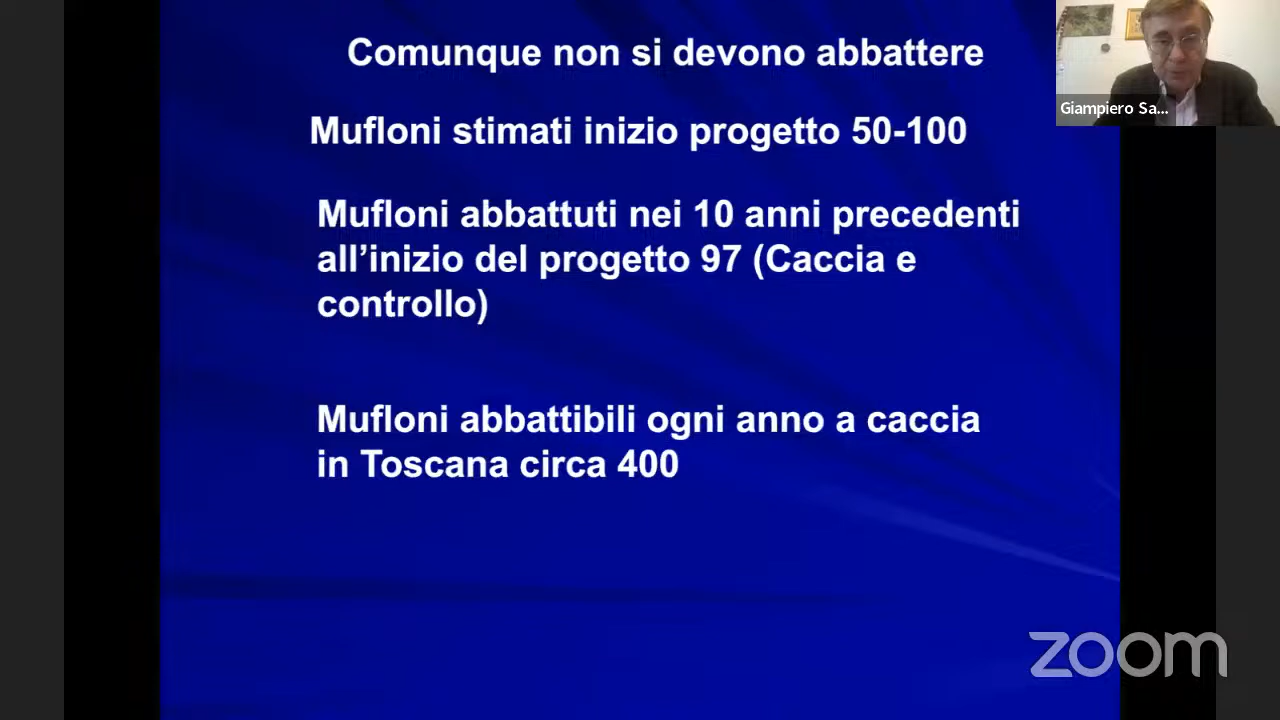 Comunque non si devono abbattere
Giampiero Sa...
Mufloni stimati inizio progetto 50-100
Mufloni abbattuti nei 10 anni precedenti
all’inizio del progetto 97 (Caccia e
controllo)
Mufloni abbattibili ogni anno a caccia
in Toscana circa 400
zoom